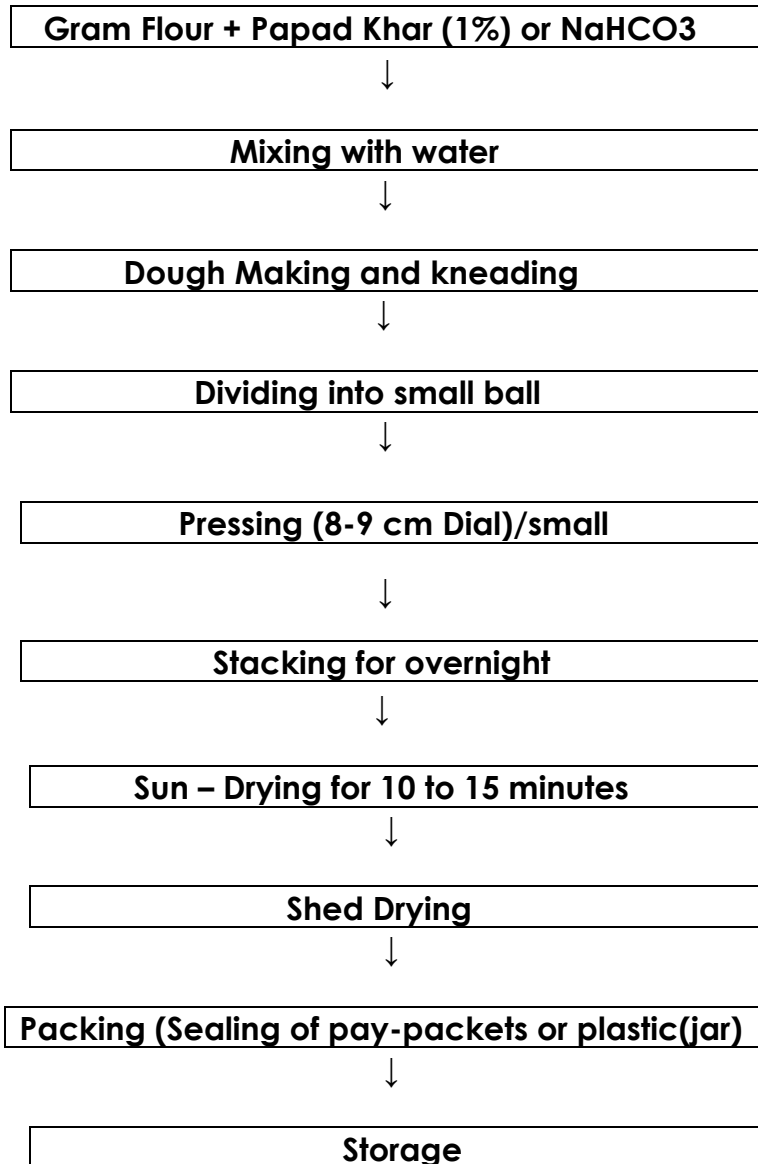 Gram Flour + Papad Khar (1%) or NaHCO3
↓
Mixing with water
↓
Dough Making and kneading
↓
Dividing into small ball
↓
Pressing (8-9 cm Dial)/small
↓
Stacking for overnight
↓
Sun – Drying for 10 to 15 minutes
↓
Shed Drying
↓
Packing (Sealing of pay-packets or plastic(jar)
↓
Storage